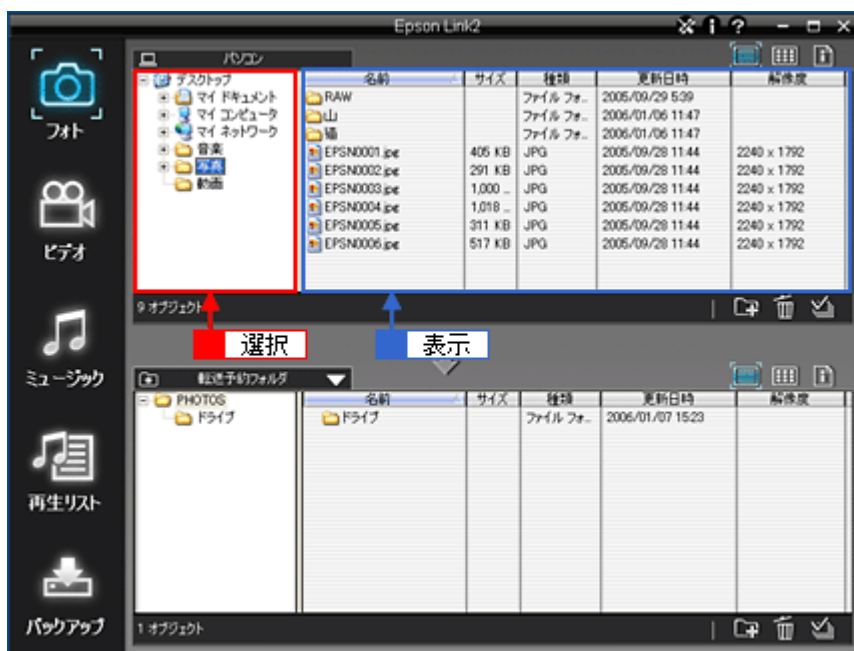 Epson Link2
フォト
ビデオ
ミュージック
再生リスト
バックアップ
パソコン
デスクトップ
マイ ドキュメント
マイ コンピュータ
マイ ネットワーク
音楽
写真
動画
名前 サイズ 種類 更新日時 解像度
RAW ファイル フォ... 2005/09/29 5:39
山 ファイル フォ... 2006/01/06 11:47
猫 ファイル フォ... 2006/01/06 11:47
EPSN0001.jpg 405 KB JPG 2005/09/28 11:44 2240 x 1792
EPSN0002.jpg 291 KB JPG 2005/09/28 11:44 2240 x 1792
EPSN0003.jpg 1,000 ... JPG 2005/09/28 11:44 2240 x 1792
EPSN0004.jpg 1,018 ... JPG 2005/09/28 11:44 2240 x 1792
EPSN0005.jpg 311 KB JPG 2005/09/28 11:44 2240 x 1792
EPSN0006.jpg 517 KB JPG 2005/09/28 11:44 2240 x 1792
9 オブジェクト
選択
表示
転送予約フォルダ
PHOTOS
ドライブ
名前 サイズ 種類 更新日時 解像度
ドライブ ファイル フォ... 2006/01/07 15:23
1 オブジェクト